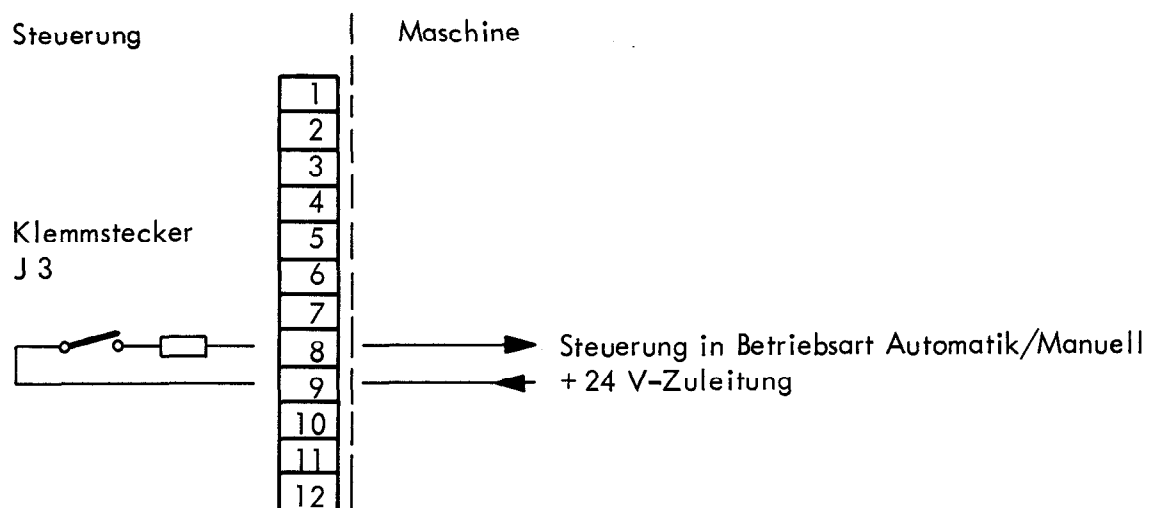 Steuerung
Maschine
1
2
3
4
Klemmstecker
5
J 3
6
7
8
Steuerung in Betriebsart Automatik/Manuell
9
+ 24 V-Zuleitung
10
11
12